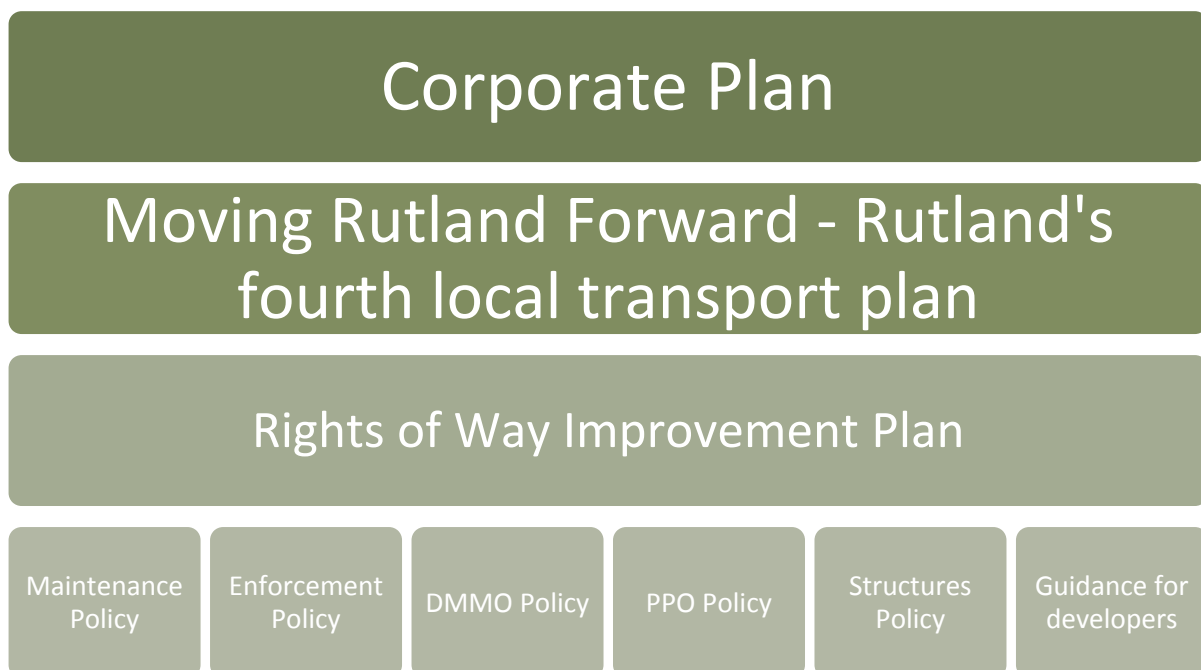 Corporate Plan
Moving Rutland Forward - Rutland's
fourth local transport plan
Rights of Way Improvement Plan
Maintenance
Policy
Enforcement
Policy
DMMO Policy
PPO Policy
Structures
Policy
Guidance for
developers